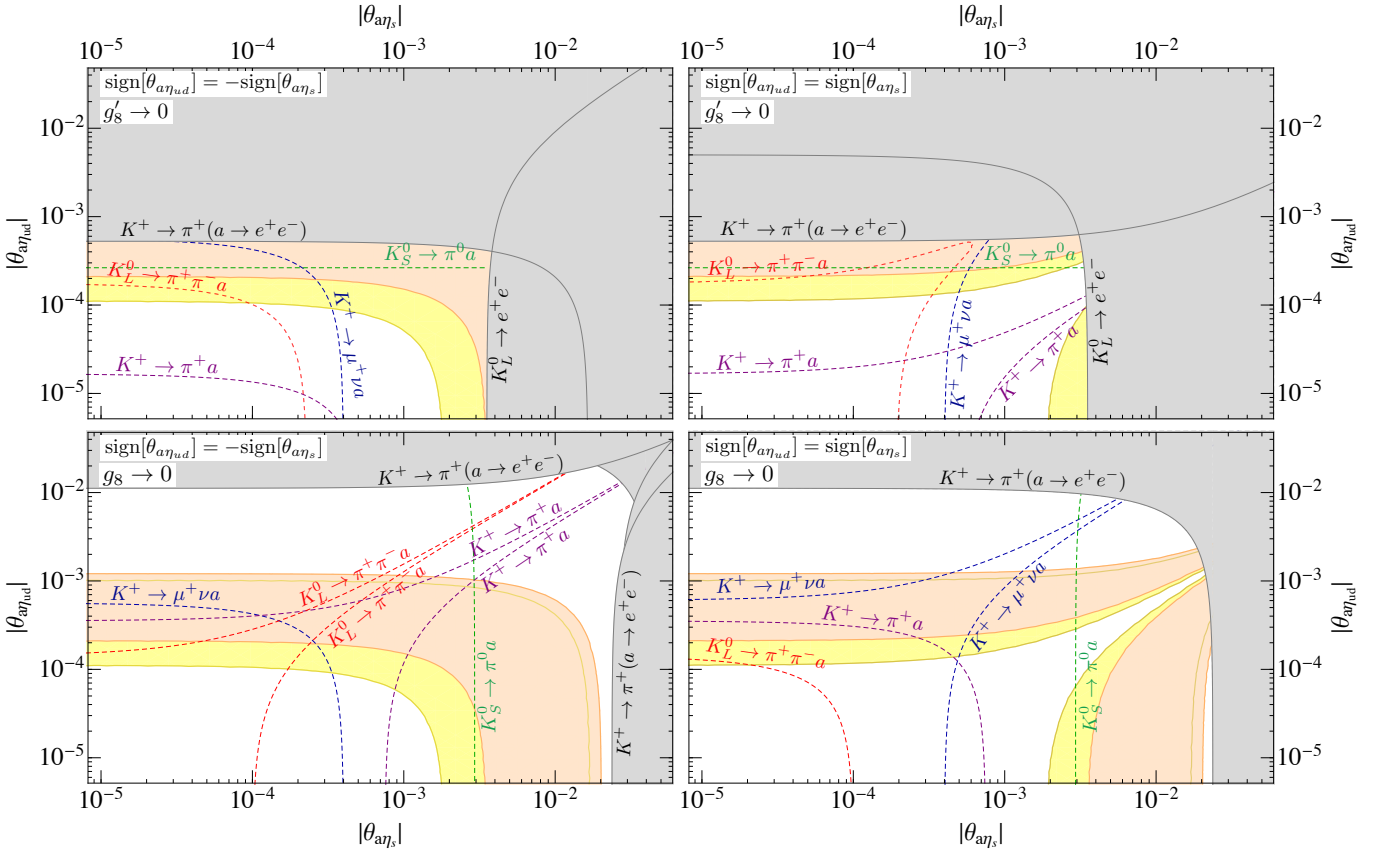 |θaηs| |θaηs|
10⁻⁵ 10⁻⁴ 10⁻³ 10⁻² 10⁻⁵ 10⁻⁴ 10⁻³ 10⁻²
sign[θaηud] = −sign[θaηs]
g′8 → 0
10⁻²
10⁻³
10⁻⁴
10⁻⁵
|θaηud|
K⁺ → π⁺(a → e⁺e⁻)
K⁰S → π⁰a
K⁰L → π⁺π⁻a
K⁺ → μ⁺νa
K⁰L → e⁺e⁻
K⁺ → π⁺a
sign[θaηud] = sign[θaηs]
g′8 → 0
K⁺ → π⁺(a → e⁺e⁻)
K⁰S → π⁰a
K⁰L → π⁺π⁻a
K⁺ → μ⁺νa
K⁰L → e⁺e⁻
K⁺ → π⁺a
K⁺ → π⁺a
10⁻²
10⁻³
10⁻⁴
10⁻⁵
|θaηud|
sign[θaηud] = −sign[θaηs]
g8 → 0
10⁻²
10⁻³
10⁻⁴
10⁻⁵
|θaηud|
K⁺ → π⁺(a → e⁺e⁻)
K⁺ → π⁺a
K⁺ → π⁺a
K⁰L → π⁺π⁻a
K⁰L → π⁺π⁻a
K⁺ → μ⁺νa
K⁰S → π⁰a
K⁺ → π⁺(a → e⁺e⁻)
sign[θaηud] = sign[θaηs]
g8 → 0
K⁺ → π⁺(a → e⁺e⁻)
K⁺ → μ⁺νa
K⁺ → μ⁺νa
K⁺ → π⁺a
K⁰L → π⁺π⁻a
K⁰S → π⁰a
10⁻²
10⁻³
10⁻⁴
10⁻⁵
|θaηud|
10⁻⁵ 10⁻⁴ 10⁻³ 10⁻² 10⁻⁵ 10⁻⁴ 10⁻³ 10⁻²
|θaηs| |θaηs|